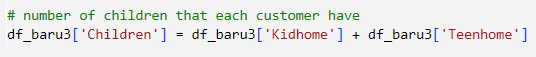 # number of children that each customer have
df_baru3['Children'] = df_baru3['Kidhome'] + df_baru3['Teenhome']